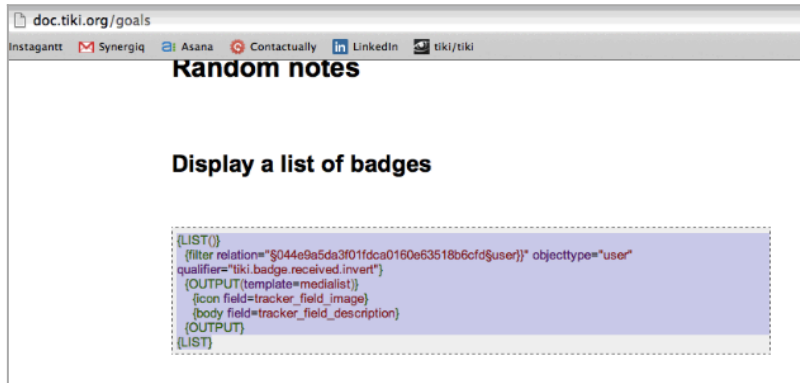 doc.tiki.org/goals
Instagantt Synergiq Asana Contactually LinkedIn tiki/tiki
Random notes
Display a list of badges
{LIST()}
{filter relation="§044e9a5da3f01fdca0160e63518b6cfd§user}}" objecttype="user"
qualifier="tiki.badge.received.invert"}
{OUTPUT(template=medialist)}
{icon field=tracker_field_image}
{body field=tracker_field_description}
{OUTPUT}
{LIST}